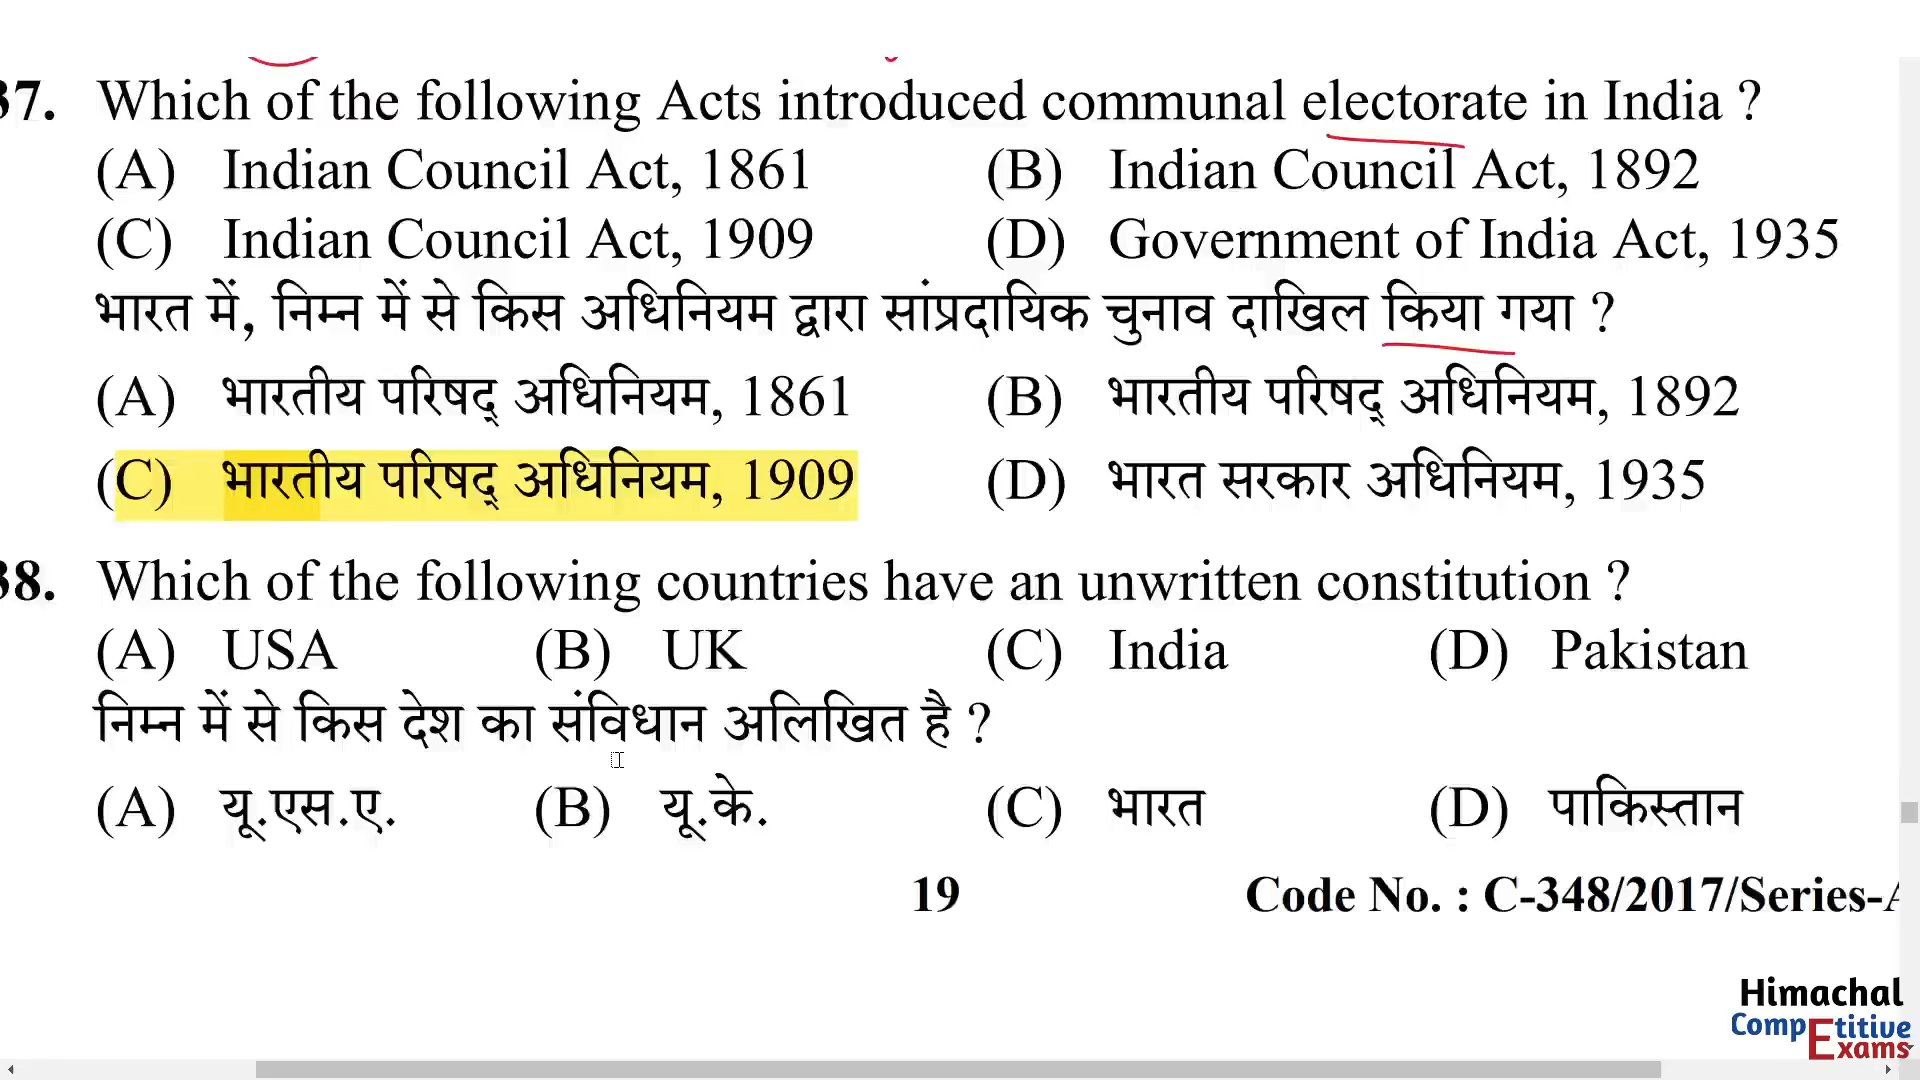 37. Which of the following Acts introduced communal electorate in India ?
(A) Indian Council Act, 1861 (B) Indian Council Act, 1892
(C) Indian Council Act, 1909 (D) Government of India Act, 1935
भारत में, निम्न में से किस अधिनियम द्वारा सांप्रदायिक चुनाव दाखिल किया गया ?
(A) भारतीय परिषद् अधिनियम, 1861 (B) भारतीय परिषद् अधिनियम, 1892
(C) भारतीय परिषद् अधिनियम, 1909 (D) भारत सरकार अधिनियम, 1935
38. Which of the following countries have an unwritten constitution ?
(A) USA (B) UK (C) India (D) Pakistan
निम्न में से किस देश का संविधान अलिखित है ?
(A) यू.एस.ए. (B) यू.के. (C) भारत (D) पाकिस्तान
19 Code No. : C-348/2017/Series-A
Himachal
CompEtitive
Exams